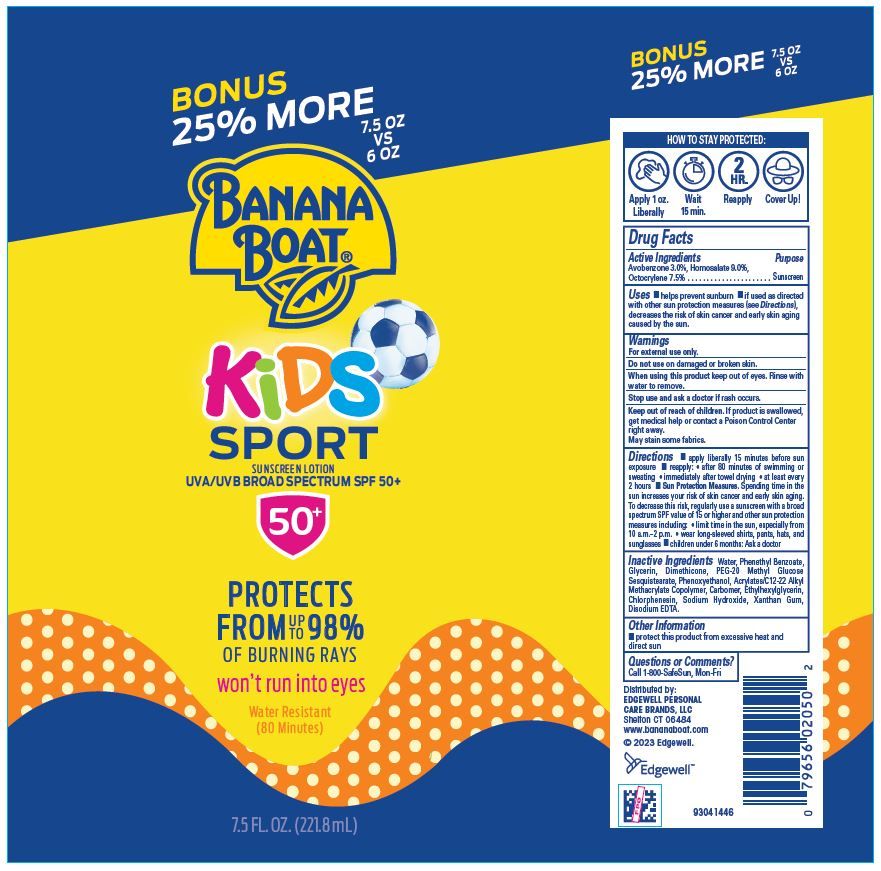 BONUS
25% MORE
7.5 OZ
VS
6 OZ
BANANA
BOAT®
KiDS
SPORT
SUNSCREEN LOTION
UVA/UVB BROAD SPECTRUM SPF 50+
50+
PROTECTS
FROM UP TO 98%
OF BURNING RAYS
won't run into eyes
Water Resistant
(80 Minutes)
7.5 FL. OZ. (221.8 mL)
BONUS
25% MORE
7.5 OZ
VS
6 OZ
HOW TO STAY PROTECTED:
2
HR.
Apply 1 oz. Wait Reapply Cover Up!
Liberally 15 min.
Drug Facts
Active Ingredients Purpose
Avobenzone 3.0%, Homosalate 9.0%,
Octocrylene 7.5% ...................... Sunscreen
Uses ■ helps prevent sunburn ■ if used as directed
with other sun protection measures (see Directions),
decreases the risk of skin cancer and early skin aging
caused by the sun.
Warnings
For external use only.
Do not use on damaged or broken skin.
When using this product keep out of eyes. Rinse with
water to remove.
Stop use and ask a doctor if rash occurs.
Keep out of reach of children. If product is swallowed,
get medical help or contact a Poison Control Center
right away.
May stain some fabrics.
Directions ■ apply liberally 15 minutes before sun
exposure ■ reapply: • after 80 minutes of swimming or
sweating • immediately after towel drying • at least every
2 hours ■ Sun Protection Measures. Spending time in the
sun increases your risk of skin cancer and early skin aging.
To decrease this risk, regularly use a sunscreen with a broad
spectrum SPF value of 15 or higher and other sun protection
measures including: • limit time in the sun, especially from
10 a.m.–2 p.m. • wear long-sleeved shirts, pants, hats, and
sunglasses ■ children under 6 months: Ask a doctor
Inactive Ingredients Water, Phenethyl Benzoate,
Glycerin, Dimethicone, PEG-20 Methyl Glucose
Sesquistearate, Phenoxyethanol, Acrylates/C12-22 Alkyl
Methacrylate Copolymer, Carbomer, Ethylhexylglycerin,
Chlorphenesin, Sodium Hydroxide, Xanthan Gum,
Disodium EDTA.
Other Information
■ protect this product from excessive heat and
direct sun
Questions or Comments?
Call 1-800-SafeSun, Mon-Fri
Distributed by:
EDGEWELL PERSONAL
CARE BRANDS, LLC
Shelton CT 06484
www.bananaboat.com
© 2023 Edgewell.
Edgewell™
93041446
0 79656 02050 2